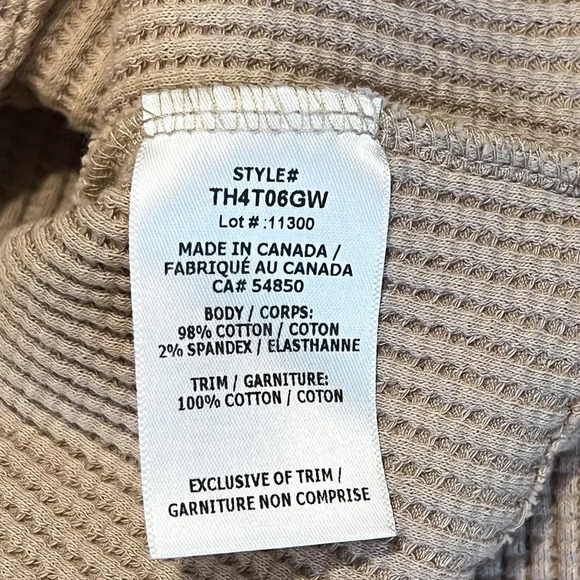 STYLE#
TH4T06GW
Lot # :11300
MADE IN CANADA /
FABRIQUÉ AU CANADA
CA# 54850
BODY / CORPS:
98% COTTON / COTON
2% SPANDEX / ELASTHANNE
TRIM / GARNITURE:
100% COTTON / COTON
EXCLUSIVE OF TRIM /
GARNITURE NON COMPRISE